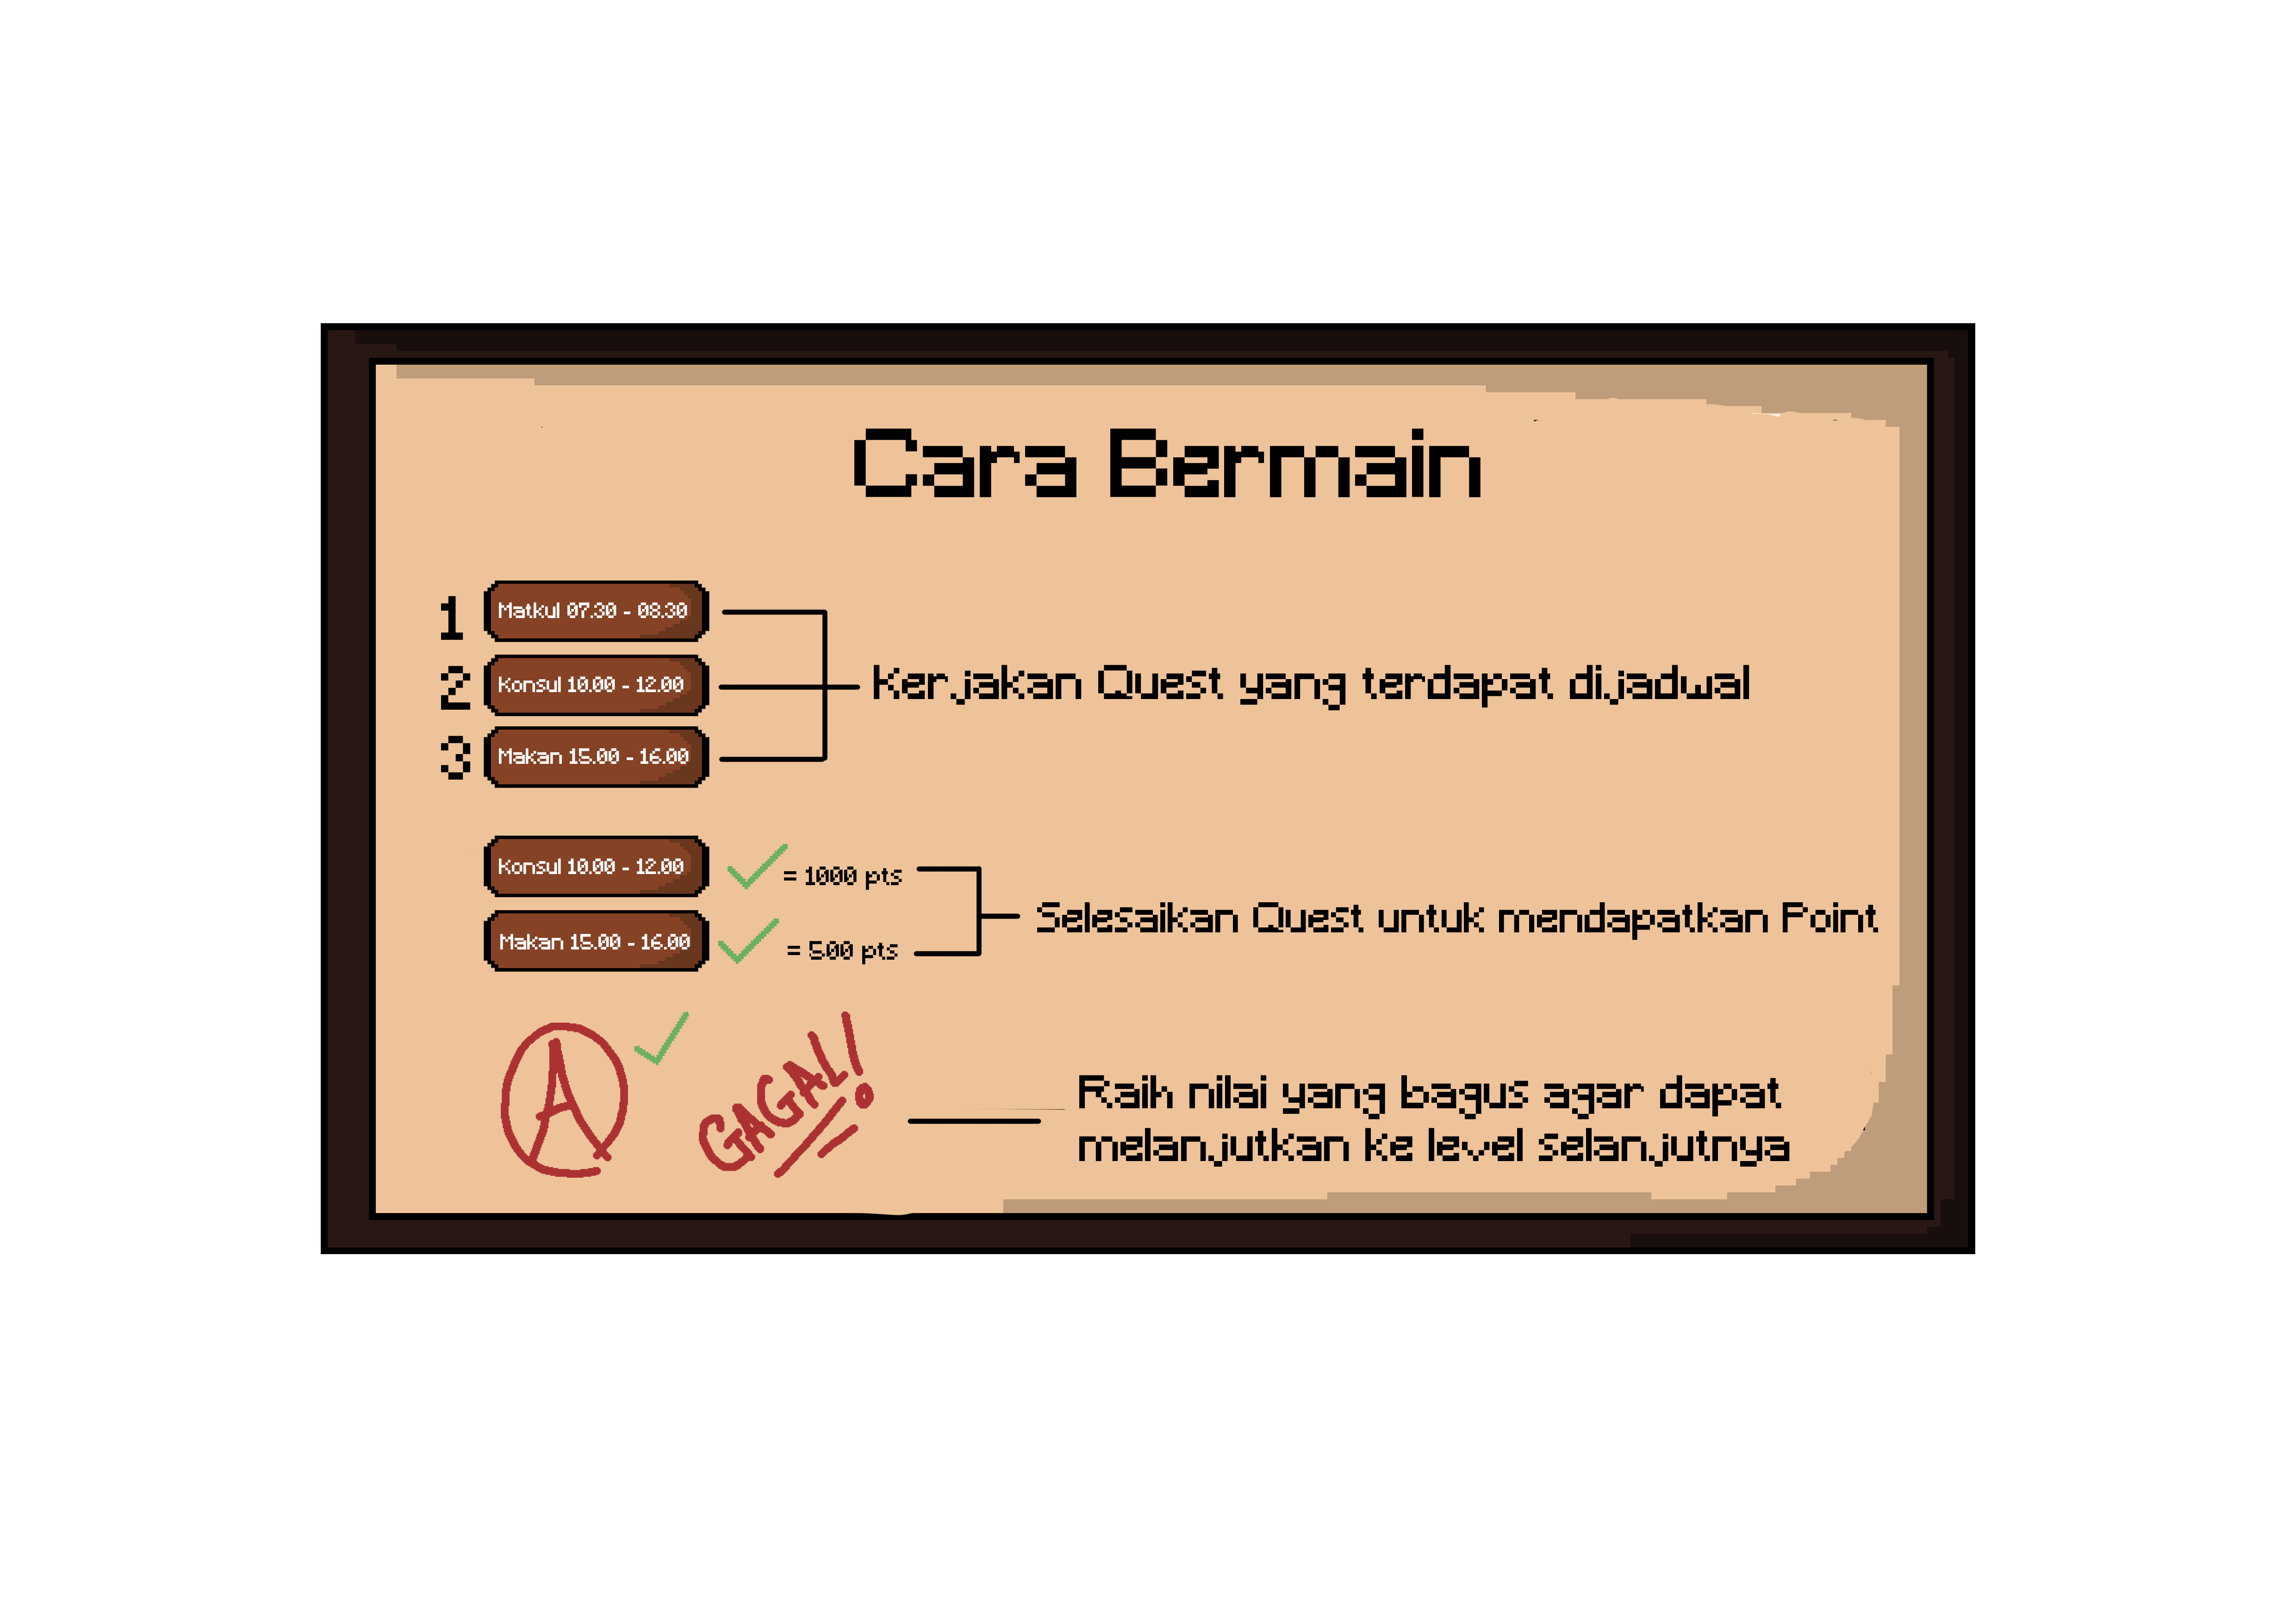 Cara Bermain
1 Matkul 07.30 - 08.30
2 Konsul 10.00 - 12.00
3 Makan 15.00 - 16.00
Kerjakan Quest yang terdapat dijadwal
Konsul 10.00 - 12.00 = 1000 pts
Makan 15.00 - 16.00 = 500 pts
Selesaikan Quest untuk mendapatkan Point
A
GAGAL!
Raih nilai yang bagus agar dapat
melanjutkan ke level selanjutnya